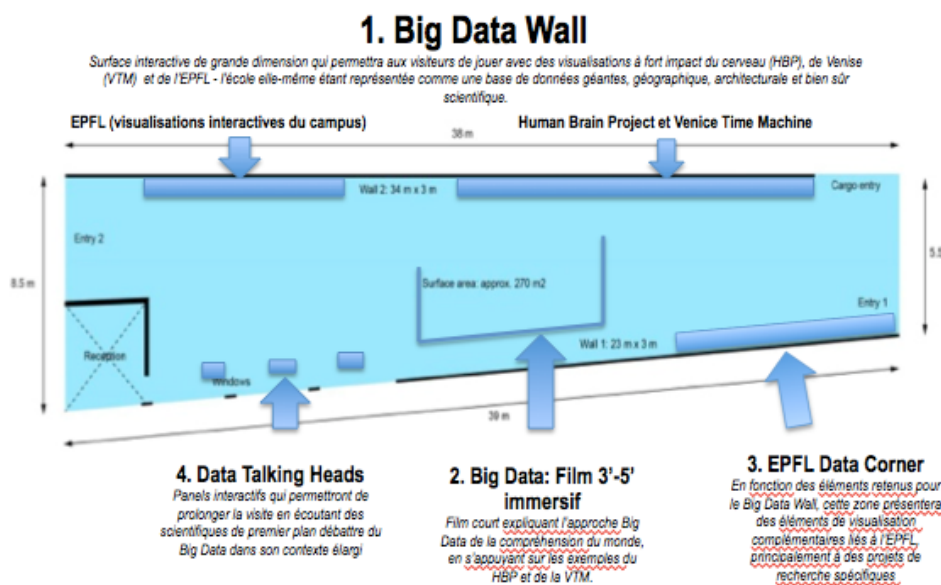 1. Big Data Wall
Surface interactive de grande dimension qui permettra aux visiteurs de jouer avec des visualisations à fort impact du cerveau (HBP), de Venise
(VTM) et de l'EPFL - l'école elle-même étant représentée comme une base de données géantes, géographique, architecturale et bien sûr
scientifique.
EPFL (visualisations interactives du campus)
Human Brain Project et Venice Time Machine
38 m
Wall 2: 34 m x 3 m
Cargo entry
Entry 2
8.5 m
5.5
Surface area: approx. 270 m2
Entry 1
Reception
Wall 1: 23 m x 3 m
Windows
39 m
4. Data Talking Heads
Panels interactifs qui permettront de
prolonger la visite en écoutant des
scientifiques de premier plan débattre du
Big Data dans son contexte élargi
2. Big Data: Film 3'-5'
immersif
Film court expliquant l'approche Big
Data de la compréhension du monde,
en s'appuyant sur les exemples du
HBP et de la VTM.
3. EPFL Data Corner
En fonction des éléments retenus pour
le Big Data Wall, cette zone présentera
des éléments de visualisation
complémentaires liés à l'EPFL,
principalement à des projets de
recherche spécifiques